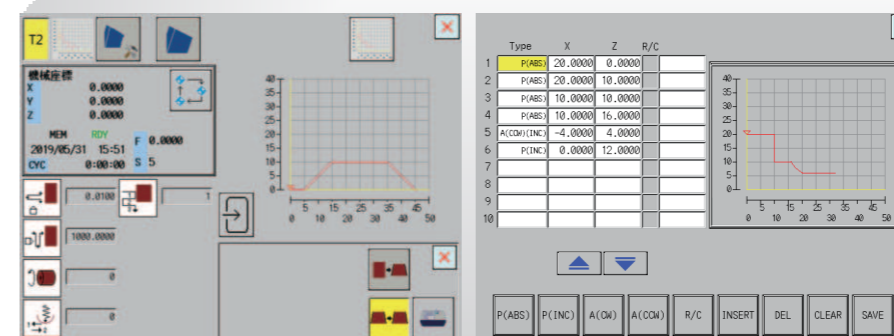 T2
機械座標
X 0.0000
Y 0.0000
Z 0.0000
MEM RDY
2019/05/31 15:51
F 0.0000
CYC 0:00:00
S 5
0.0100
1
1000.0000
0
0
40
35
30
25
20
15
10
5
0
5 15 25 35 45
0 10 20 30 40 50
Type X Z R/C
1 P(ABS) 20.0000 0.0000
2 P(ABS) 20.0000 10.0000
3 P(ABS) 10.0000 10.0000
4 P(ABS) 10.0000 16.0000
5 A(CCW)(INC) -4.0000 4.0000
6 P(INC) 0.0000 12.0000
7
8
9
10
40
35
30
25
20
15
10
5
0
5 15 25 35 45
0 10 20 30 40 50
P(ABS) P(INC) A(CW) A(CCW) R/C INSERT DEL CLEAR SAVE